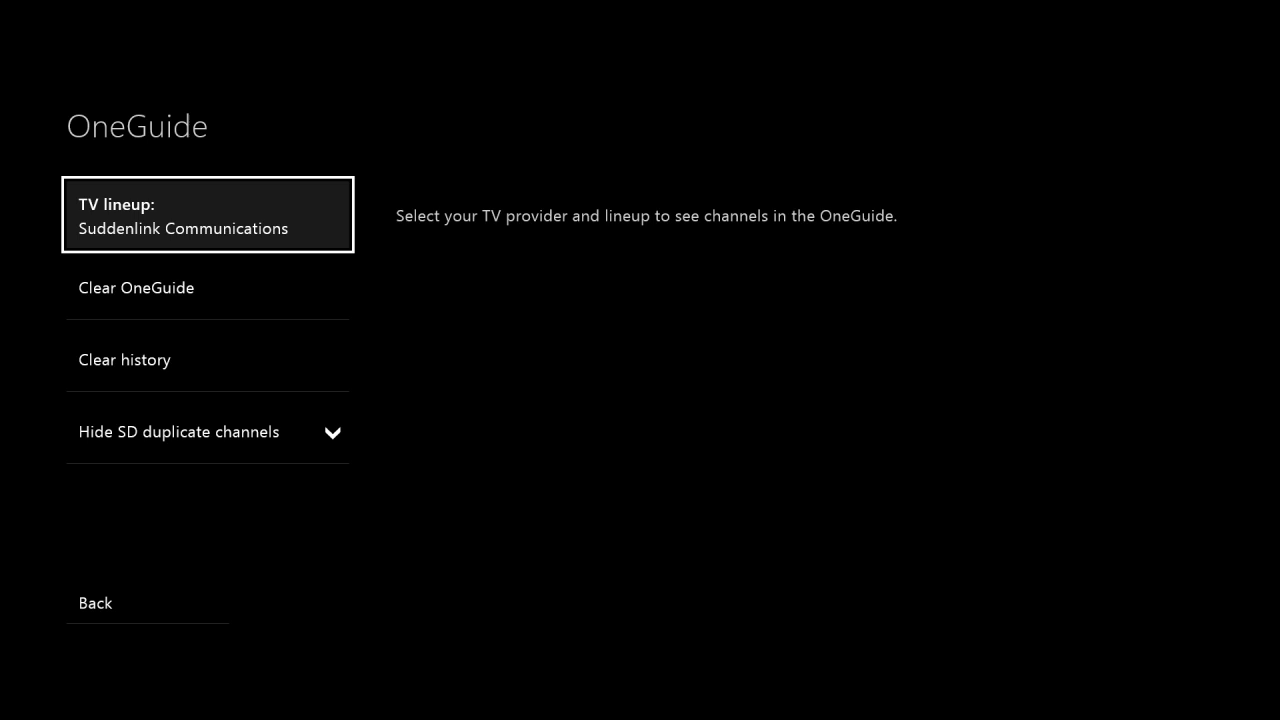 OneGuide
TV lineup:
Suddenlink Communications
Select your TV provider and lineup to see channels in the OneGuide.
Clear OneGuide
Clear history
Hide SD duplicate channels
Back